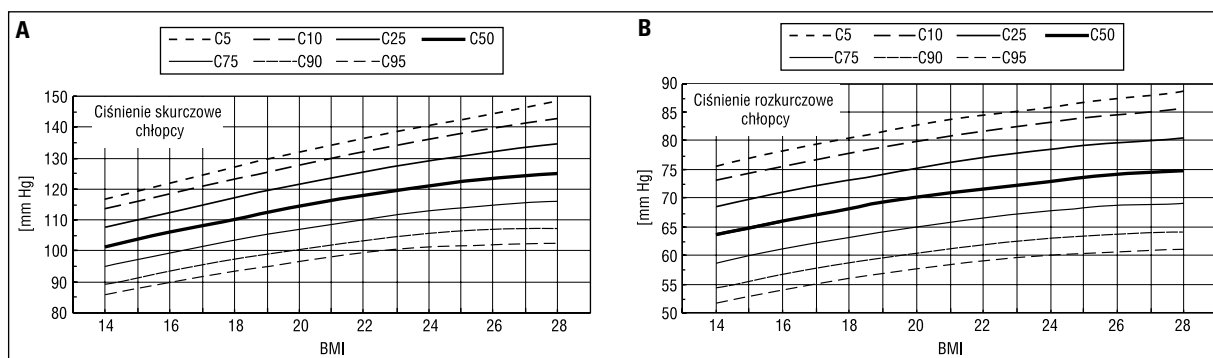 A
C5 C10 C25 C50
C75 C90 C95
Ciśnienie skurczowe
chłopcy
[mm Hg]
150
140
130
120
110
100
90
80
14 16 18 20 22 24 26 28
BMI
B
C5 C10 C25 C50
C75 C90 C95
Ciśnienie rozkurczowe
chłopcy
[mm Hg]
90
85
80
75
70
65
60
55
50
14 16 18 20 22 24 26 28
BMI